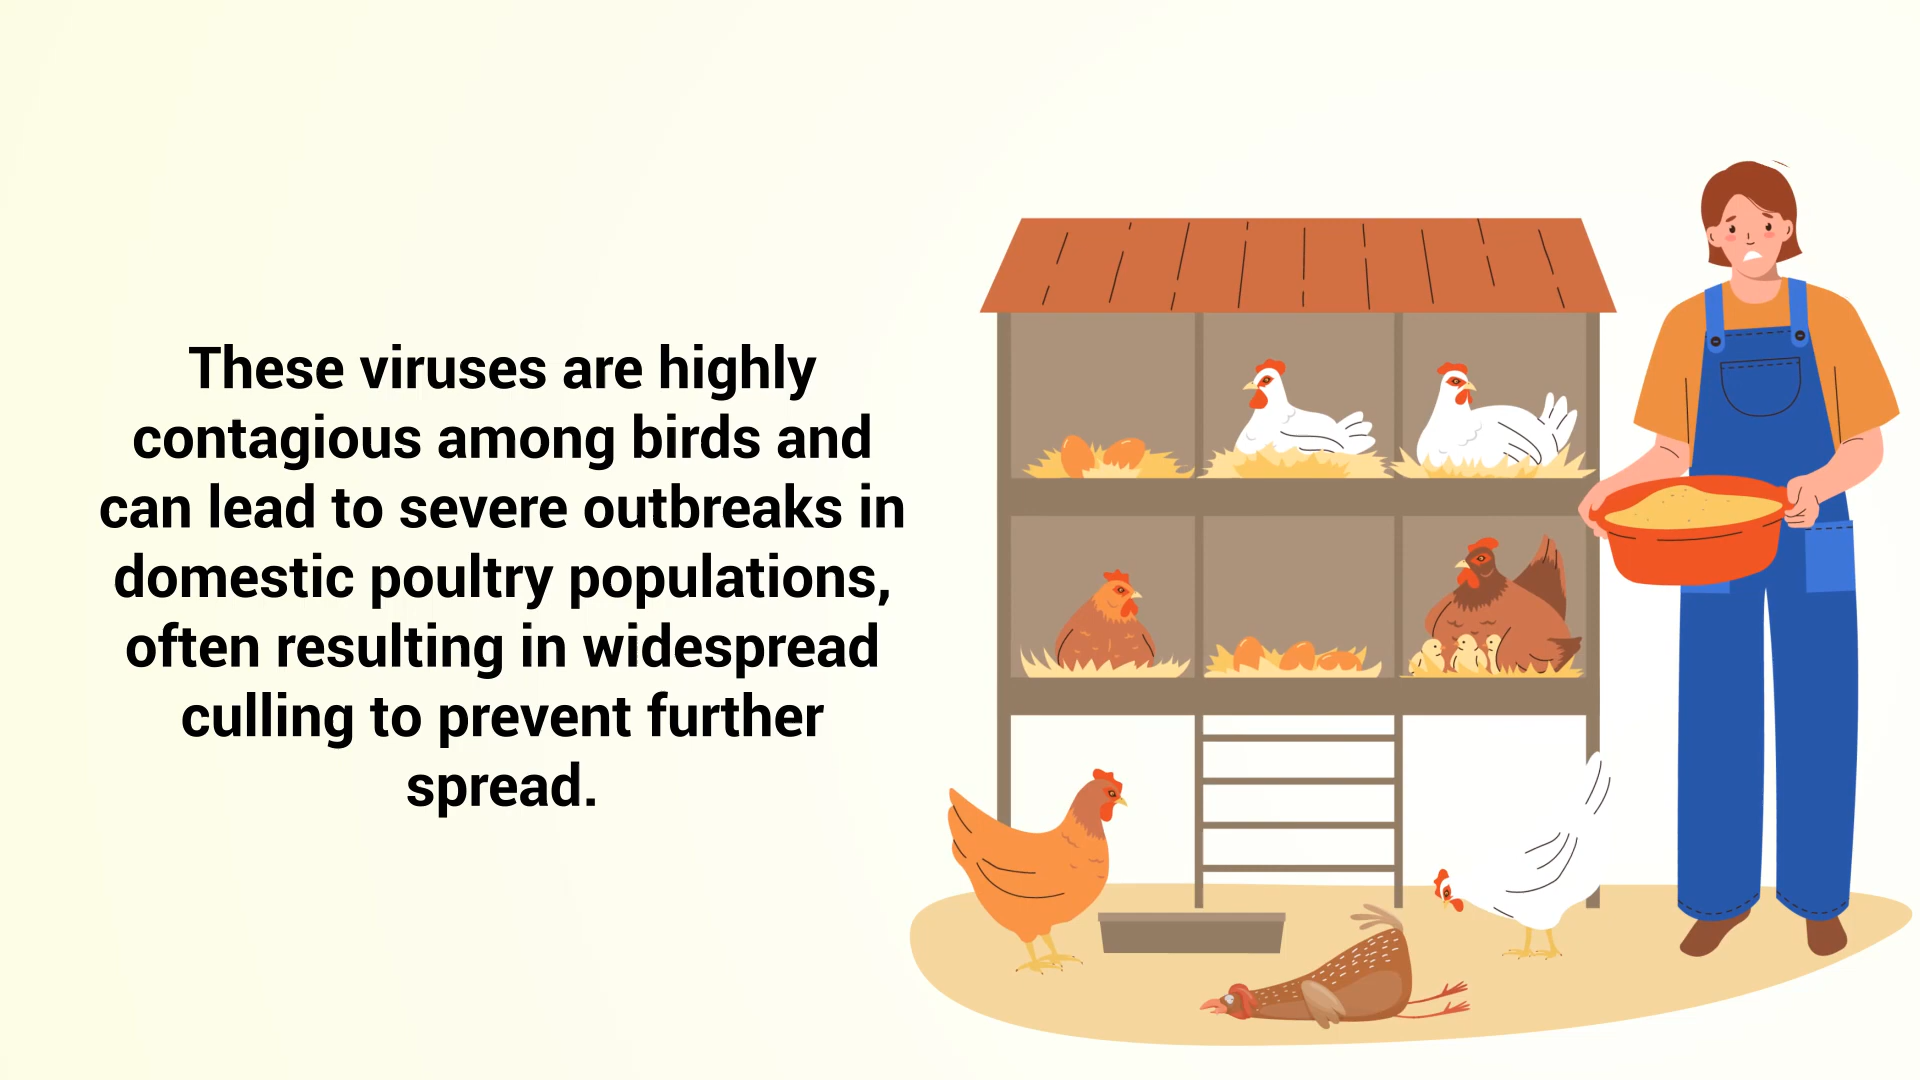 These viruses are highly
contagious among birds and
can lead to severe outbreaks in
domestic poultry populations,
often resulting in widespread
culling to prevent further
spread.